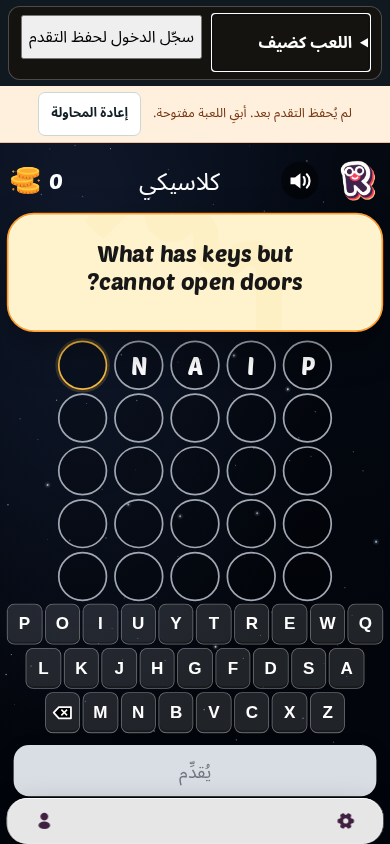 اللعب كضيف
سجّل الدخول لحفظ التقدم
لم يُحفظ التقدم بعد. أبقِ اللعبة مفتوحة.
إعادة المحاولة
R
كلاسيكي
0
What has keys but
cannot open doors?
P I A N
Q W E R T Y U I O P
A S D F G H J K L
Z X C V B N M
يُقدِّم